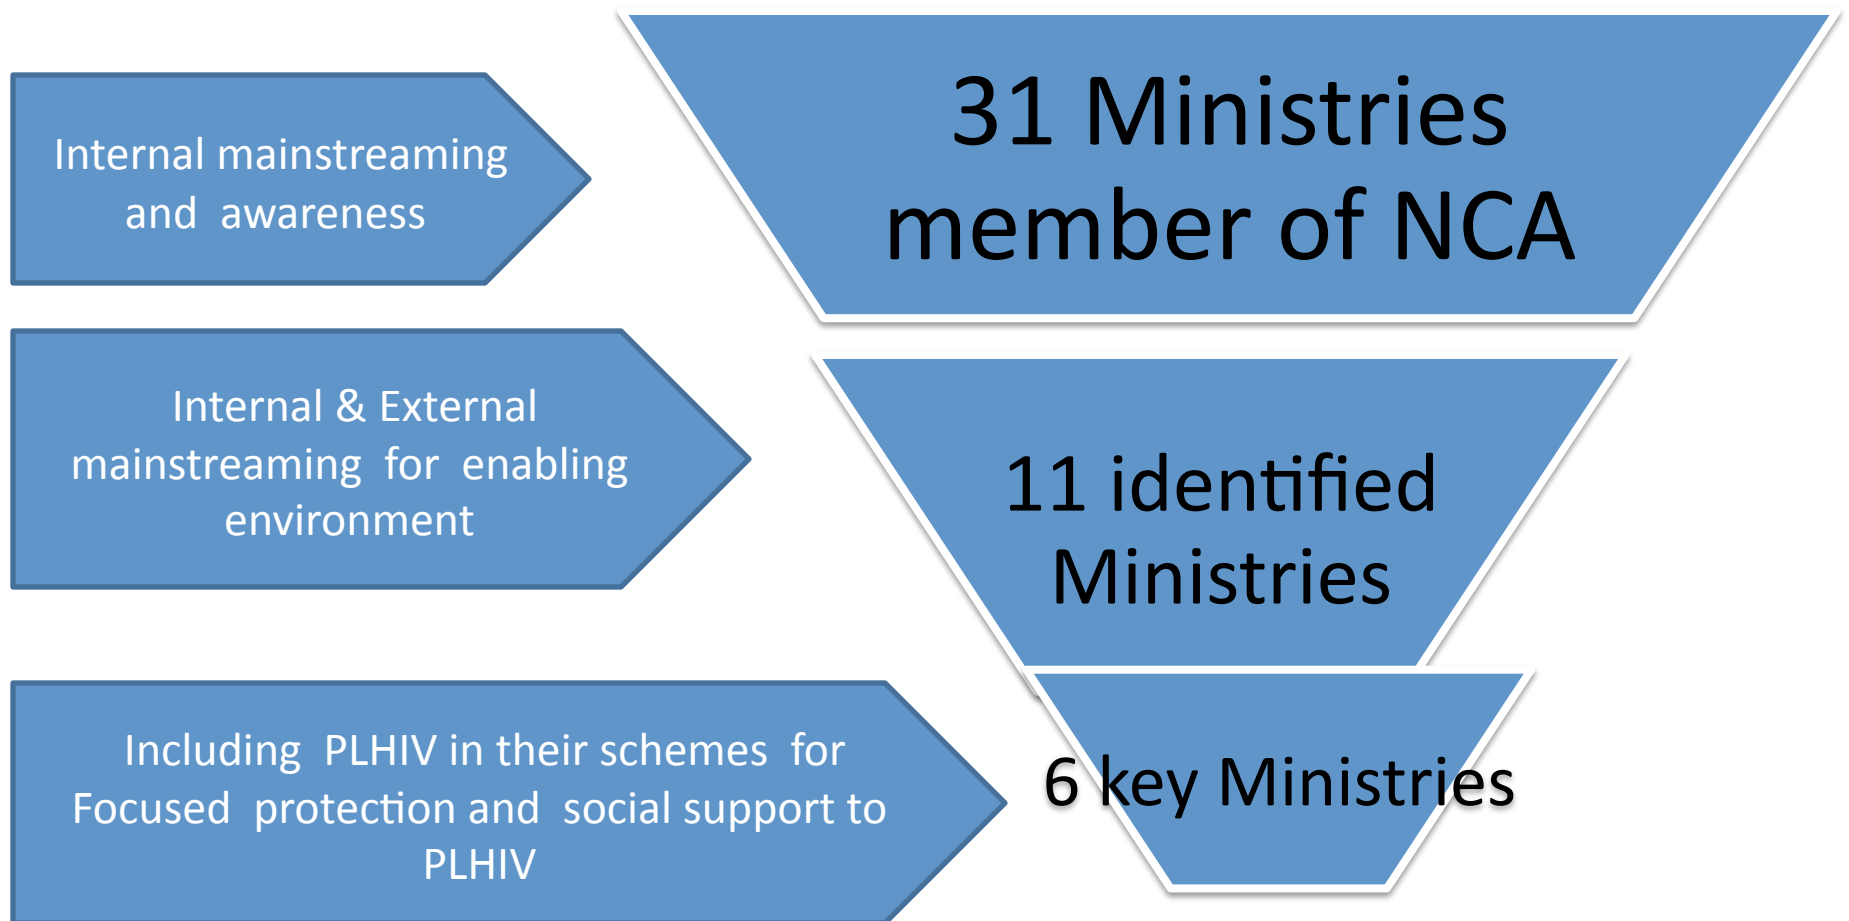 Internal mainstreaming
and awareness
31 Ministries
member of NCA
Internal & External
mainstreaming for enabling
environment
11 identified
Ministries
Including PLHIV in their schemes for
Focused protection and social support to
PLHIV
6 key Ministries